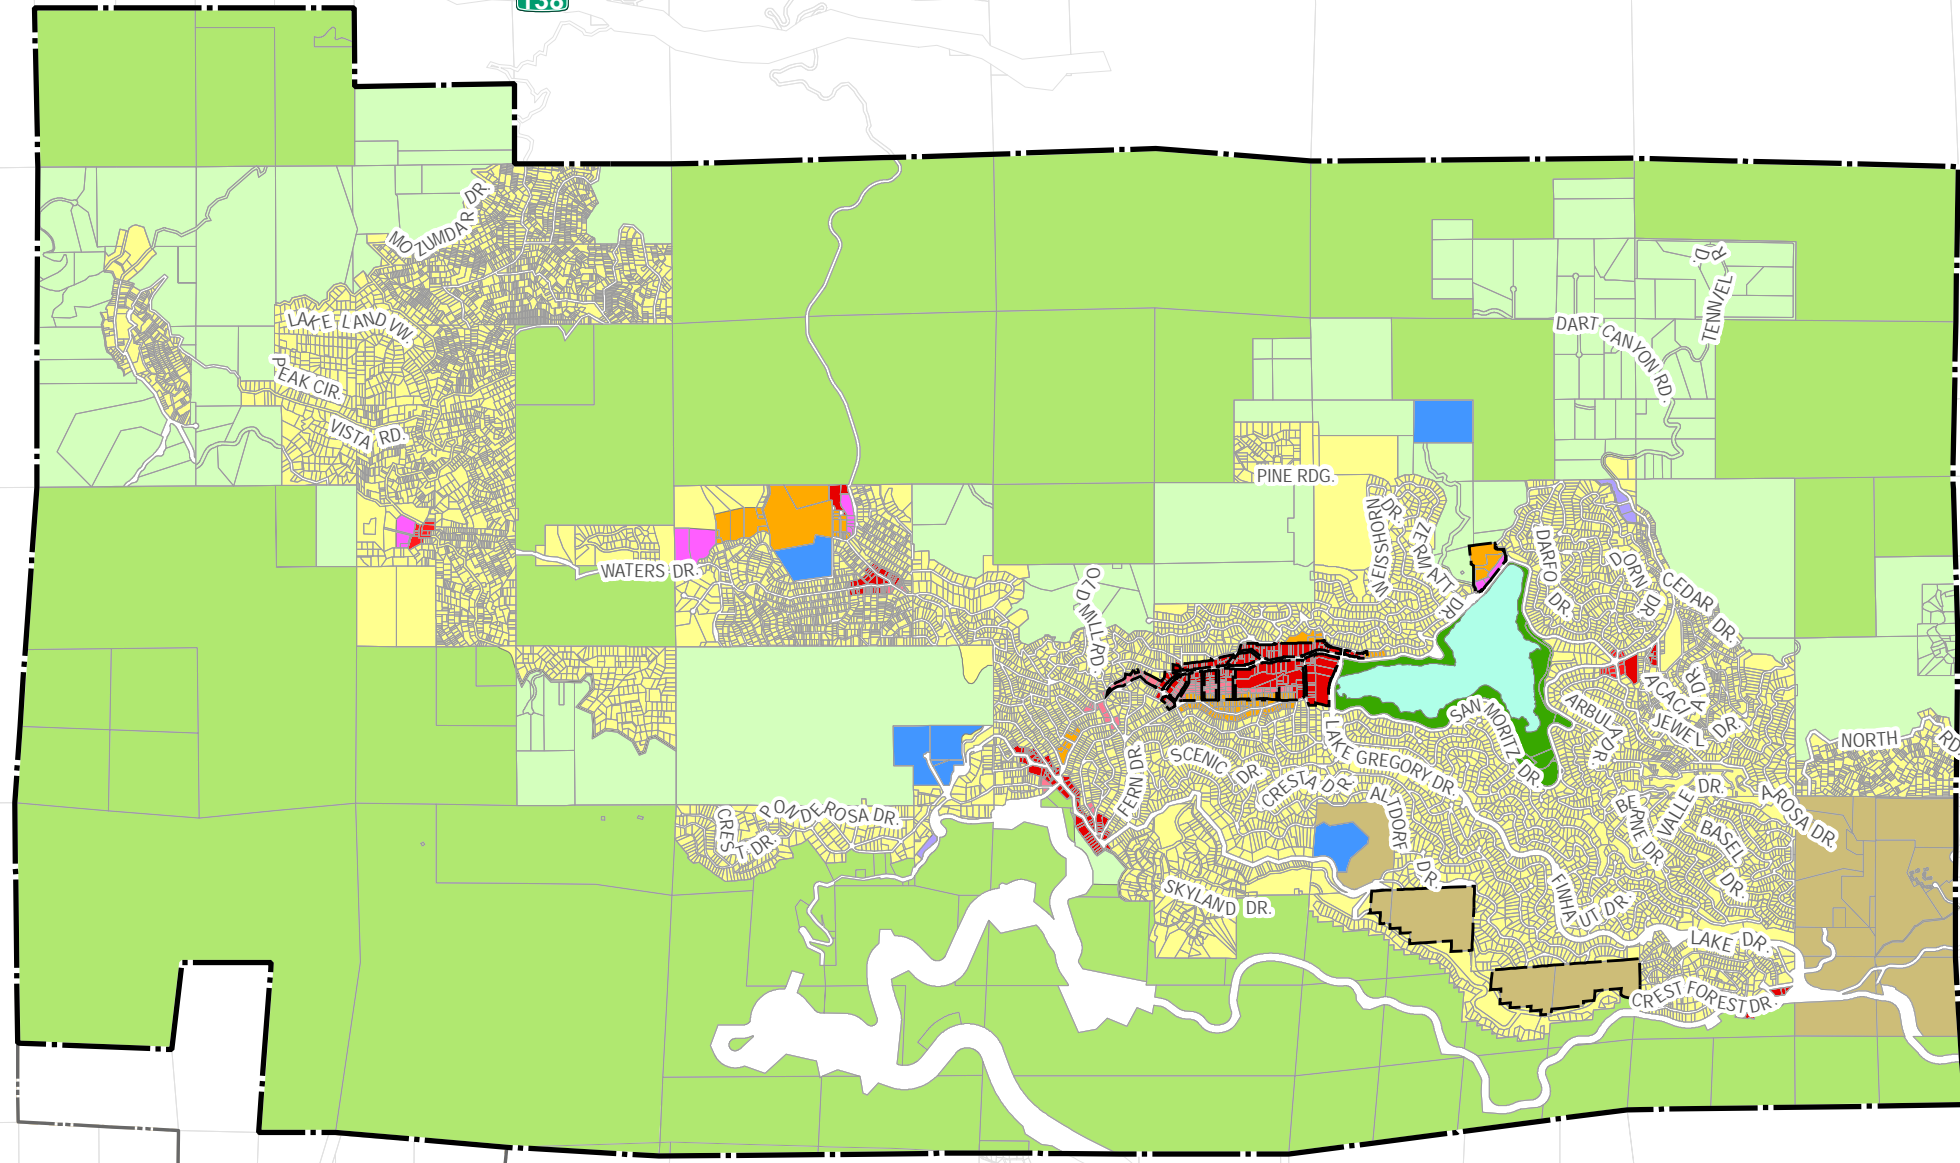 138
MOZUMDAR DR.
LAKE LAND VW.
PEAK CIR.
VISTA RD.
WATERS DR.
PINE RDG.
OLD MILL RD.
WEISSHORN DR.
ZERMATT DR.
DARFO DR.
DORN DR.
CEDAR DR.
DART CANYON RD.
TENNVEL RD.
ACACIA DR.
JEWEL DR.
ARBULA DR.
SAN MORITZ DR.
LAKE GREGORY DR.
SCENIC DR.
CRESTA DR.
FERN DR.
ALTDORF DR.
PONDEROSA DR.
CREST DR.
SKYLAND DR.
BERNE DR.
VALLE DR.
BASEL DR.
AROSA DR.
NORTH RD.
FINHAUT DR.
LAKE DR.
CREST FOREST DR.